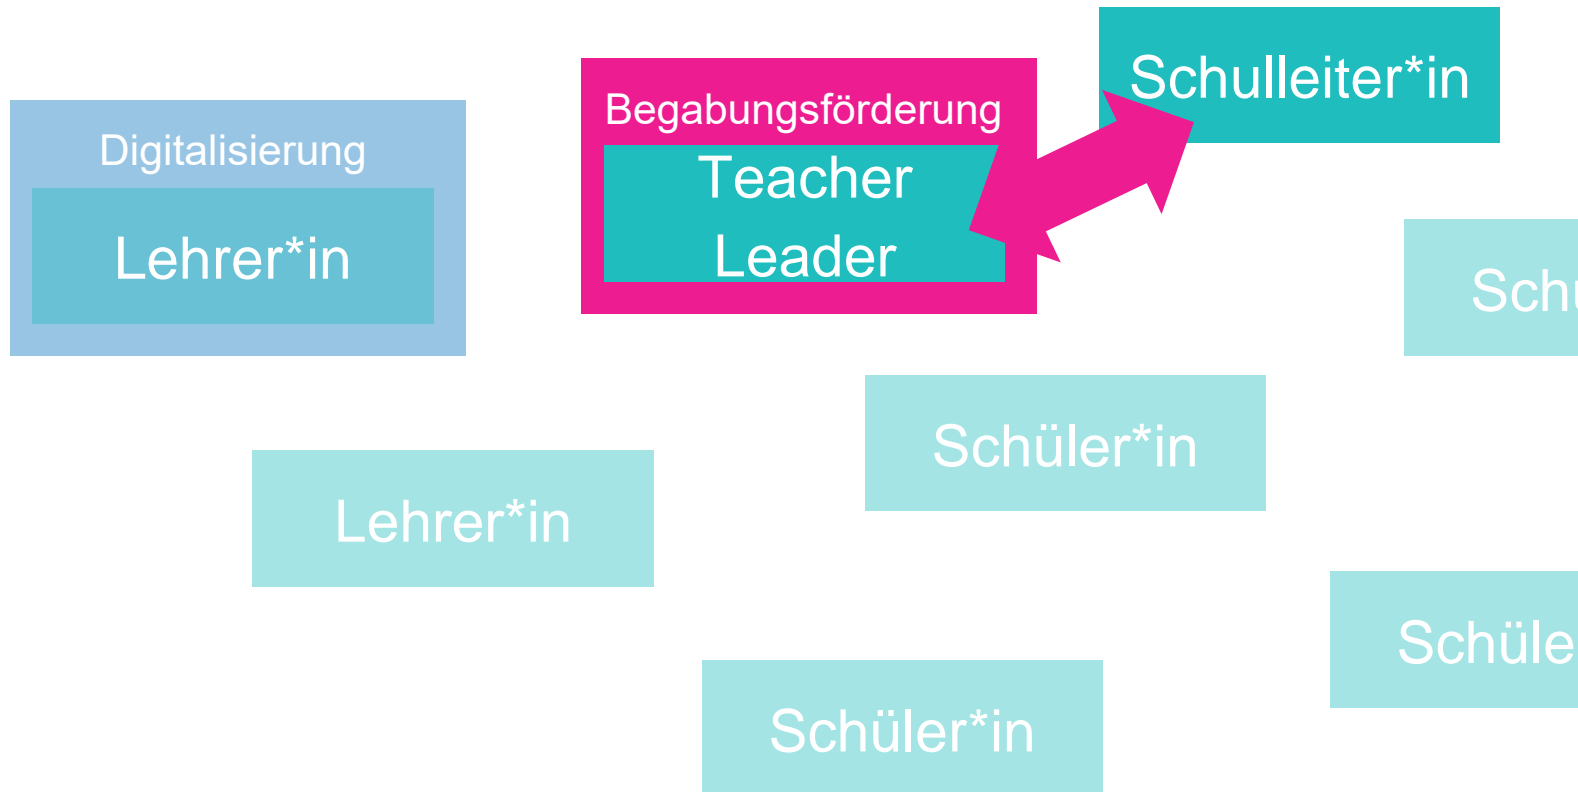 Schulleiter*in
Begabungsförderung
Teacher
Leader
Digitalisierung
Lehrer*in
Schüler*in
Lehrer*in
Schüler*in